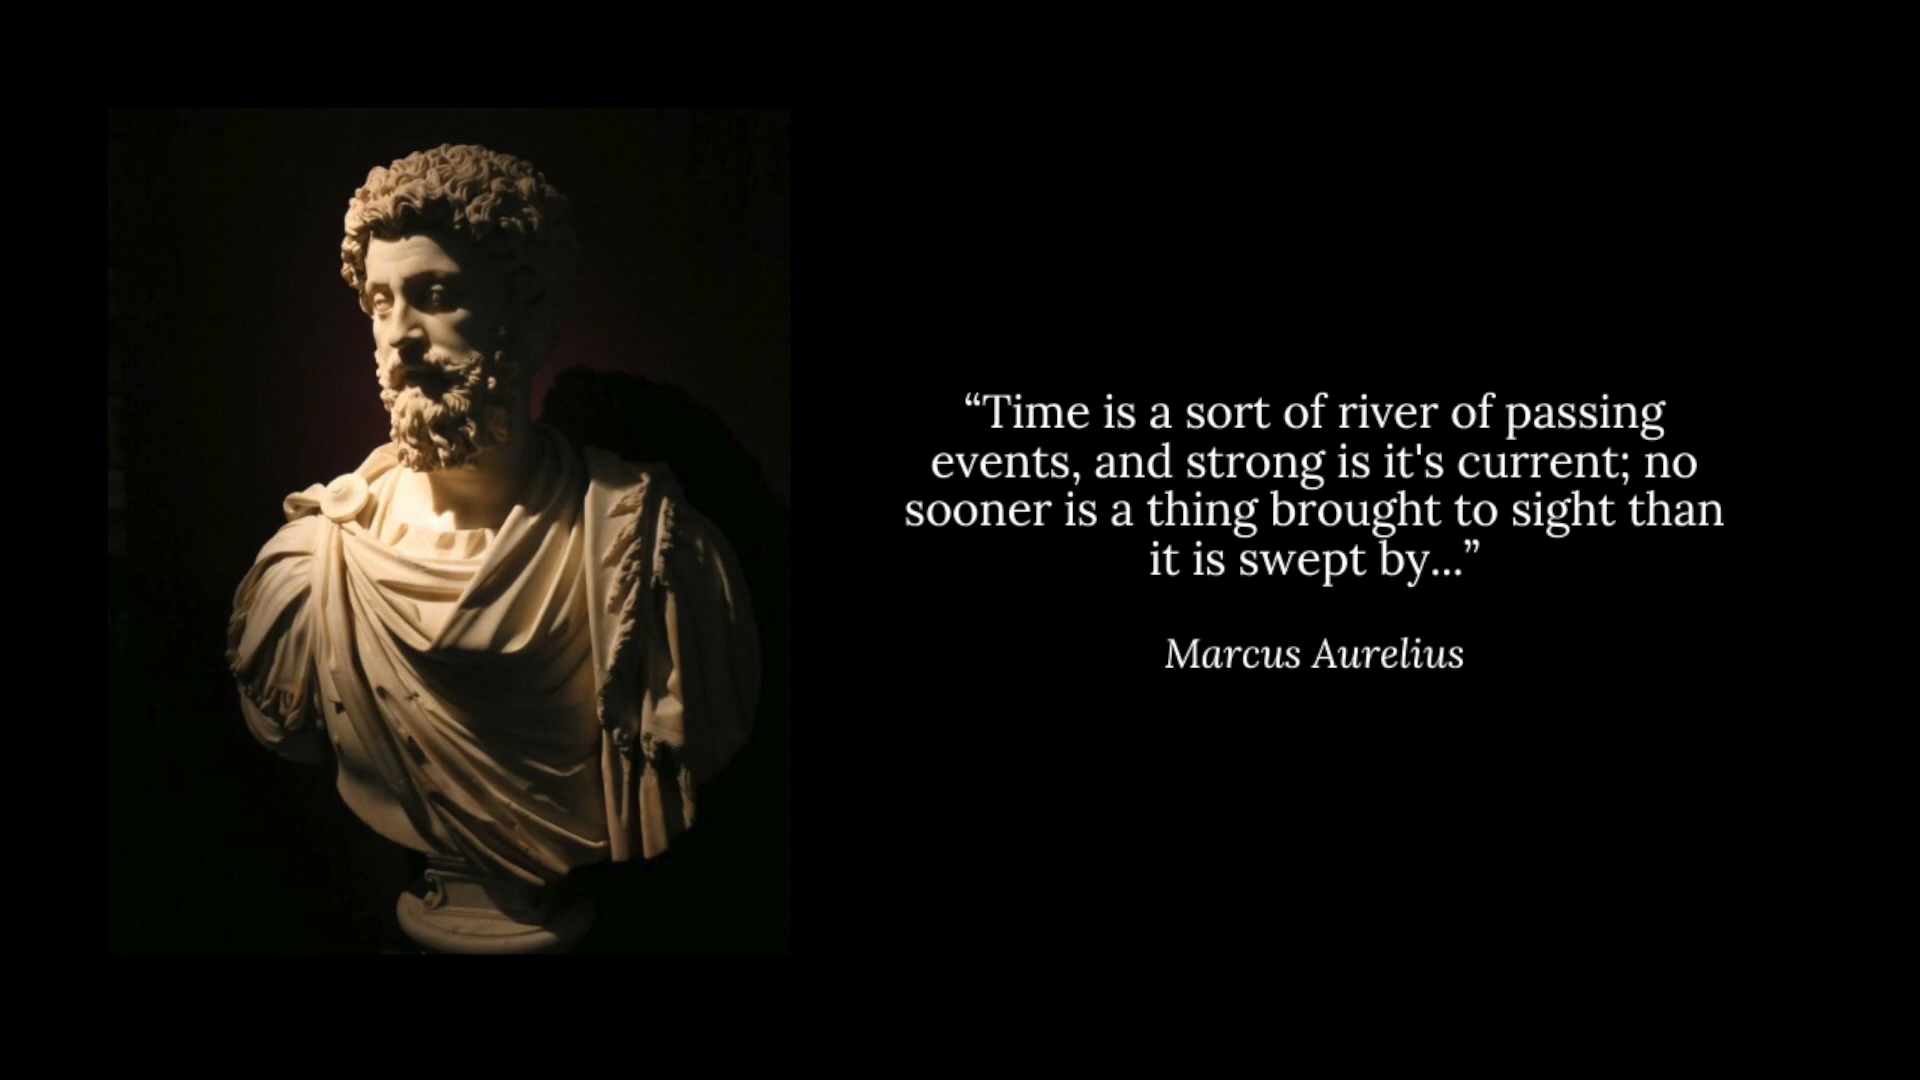 “Time is a sort of river of passing
events, and strong is it's current; no
sooner is a thing brought to sight than
it is swept by...”
Marcus Aurelius